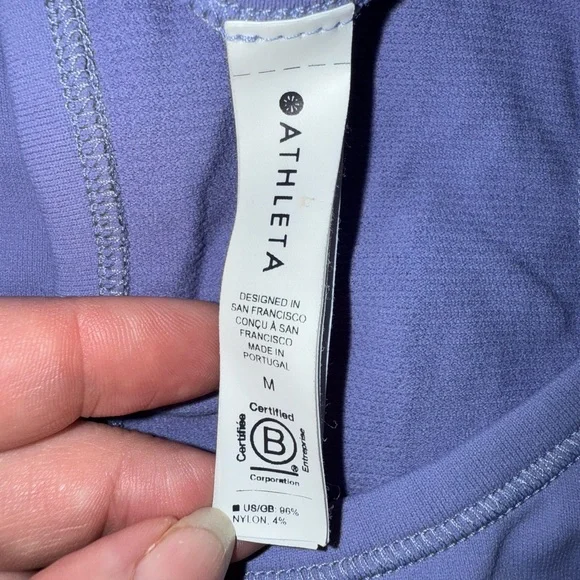 ATHLETA
DESIGNED IN
SAN FRANCISCO
CONÇU À SAN
FRANCISCO
MADE IN
PORTUGAL
M
Certified
Certifiée
B
®
Entreprise
Corporation
US/GB: 96%
NYLON, 4%